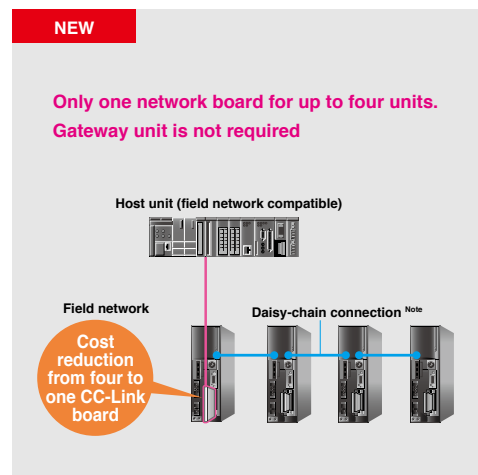 NEW
Only one network board for up to four units.
Gateway unit is not required
Host unit (field network compatible)
Field network
Daisy-chain connection Note
Cost
reduction
from four to
one CC-Link
board